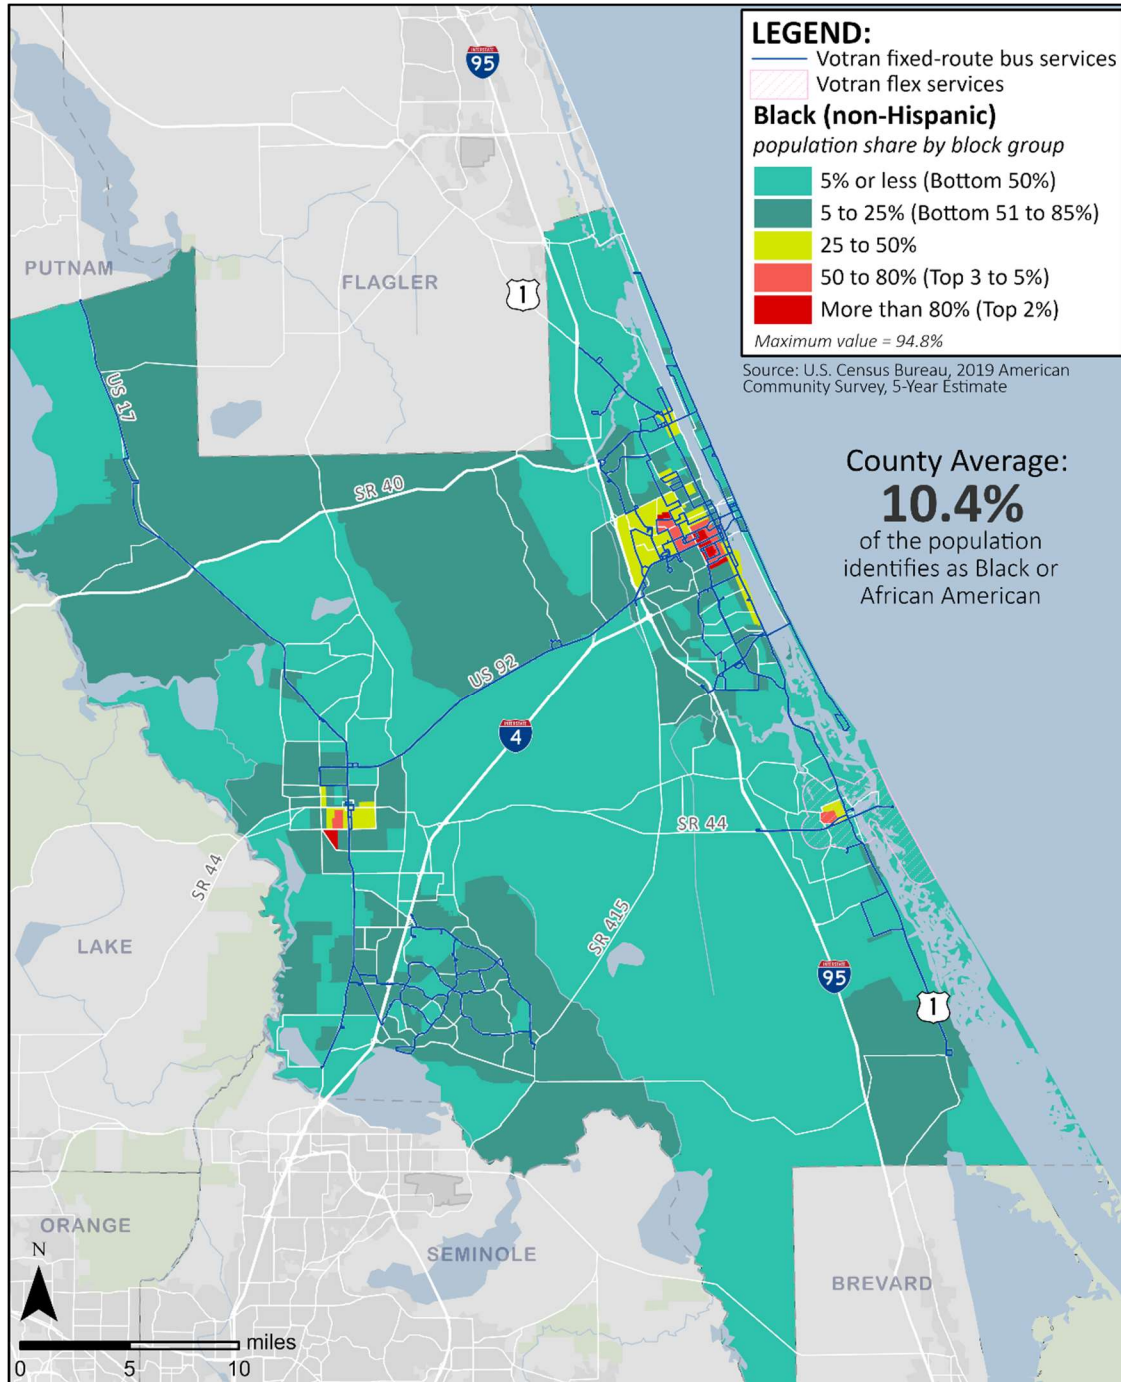 LEGEND:
Votran fixed-route bus services
Votran flex services
Black (non-Hispanic)
population share by block group
5% or less (Bottom 50%)
5 to 25% (Bottom 51 to 85%)
25 to 50%
50 to 80% (Top 3 to 5%)
More than 80% (Top 2%)
Maximum value = 94.8%
Source: U.S. Census Bureau, 2019 American
Community Survey, 5-Year Estimate
County Average:
10.4%
of the population
identifies as Black or
African American
INTERSTATE
95
PUTNAM
FLAGLER
1
US 17
SR 40
US 92
INTERSTATE
4
SR 44
SR 44
SR 415
LAKE
INTERSTATE
95
1
ORANGE
SEMINOLE
BREVARD
N
miles
0 5 10